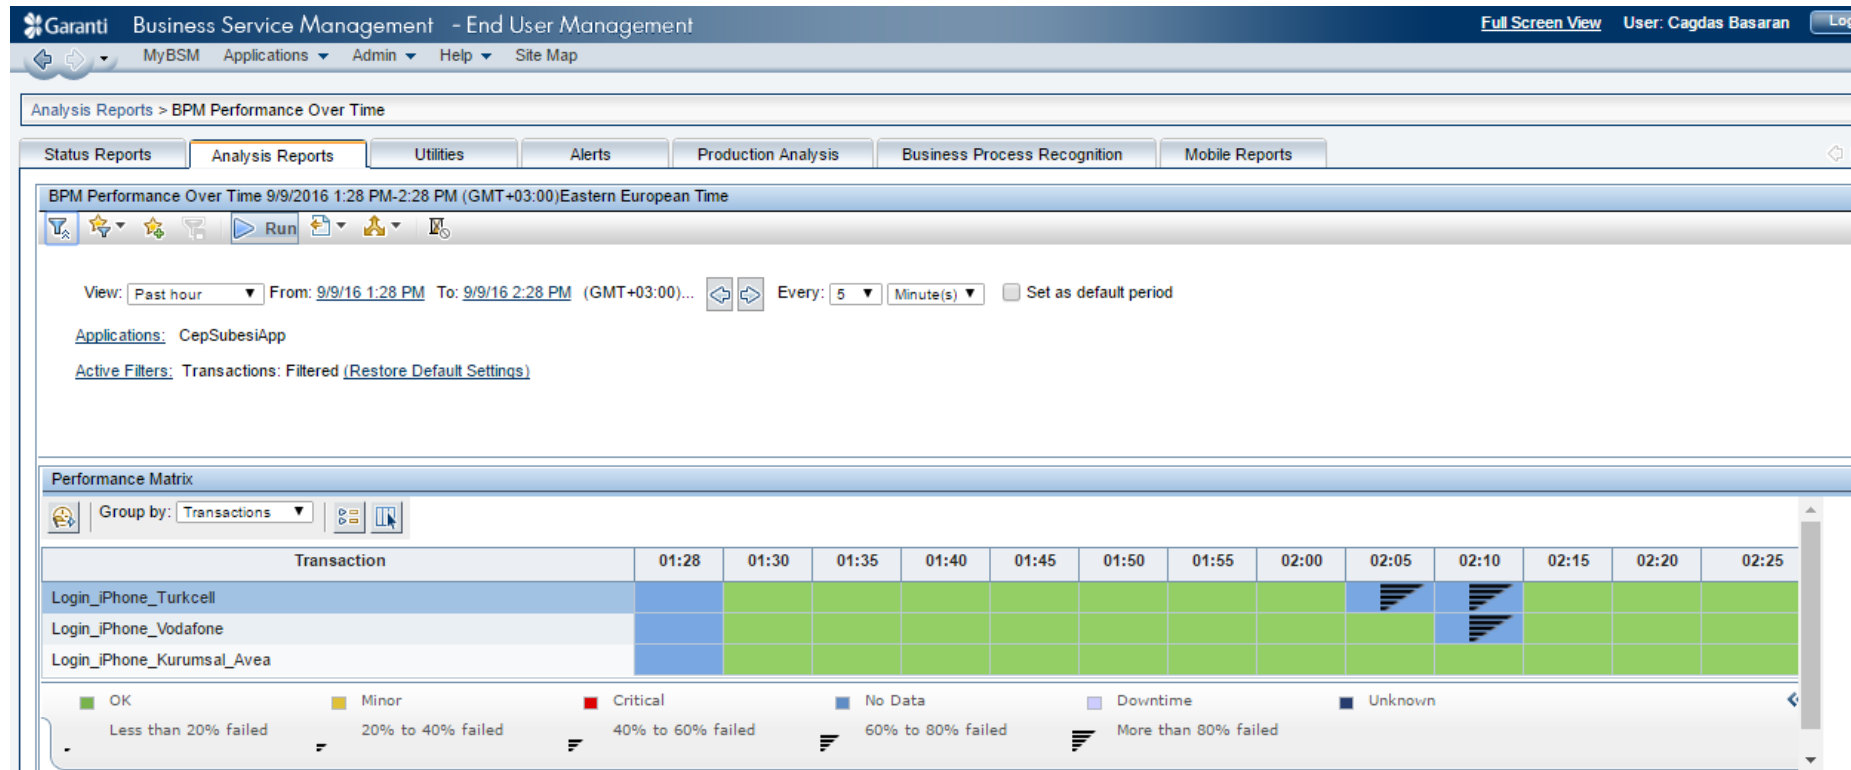 Garanti Business Service Management - End User Management Full Screen View User: Cagdas Basaran
MyBSM Applications Admin Help Site Map
Analysis Reports > BPM Performance Over Time
Status Reports Analysis Reports Utilities Alerts Production Analysis Business Process Recognition Mobile Reports
BPM Performance Over Time 9/9/2016 1:28 PM-2:28 PM (GMT+03:00)Eastern European Time
Run
View: Past hour From: 9/9/16 1:28 PM To: 9/9/16 2:28 PM (GMT+03:00)... Every: 5 Minute(s) Set as default period
Applications: CepSubesiApp
Active Filters: Transactions: Filtered (Restore Default Settings)
Performance Matrix
Group by: Transactions
Transaction 01:28 01:30 01:35 01:40 01:45 01:50 01:55 02:00 02:05 02:10 02:15 02:20 02:25
Login_iPhone_Turkcell
Login_iPhone_Vodafone
Login_iPhone_Kurumsal_Avea
OK Minor Critical No Data Downtime Unknown
Less than 20% failed 20% to 40% failed 40% to 60% failed 60% to 80% failed More than 80% failed